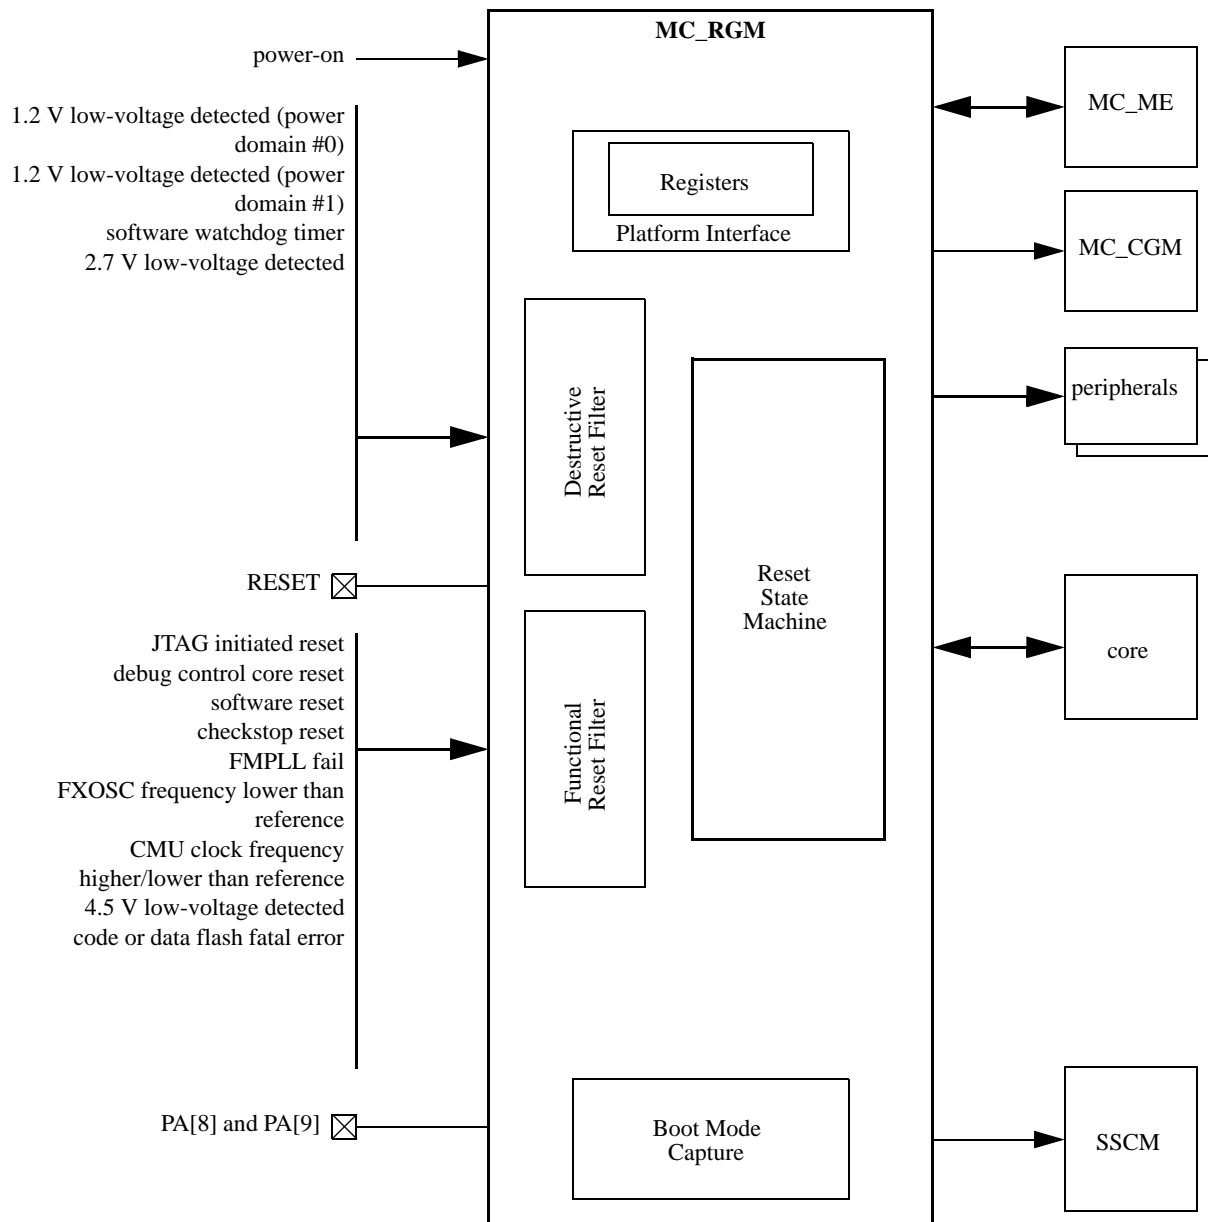 MC_RGM
power-on
1.2 V low-voltage detected (power
domain #0)
1.2 V low-voltage detected (power
domain #1)
software watchdog timer
2.7 V low-voltage detected
RESET
JTAG initiated reset
debug control core reset
software reset
checkstop reset
FMPLL fail
FXOSC frequency lower than
reference
CMU clock frequency
higher/lower than reference
4.5 V low-voltage detected
code or data flash fatal error
PA[8] and PA[9]
Registers
Platform Interface
Destructive
Reset Filter
Functional
Reset Filter
Reset
State
Machine
Boot Mode
Capture
MC_ME
MC_CGM
peripherals
core
SSCM